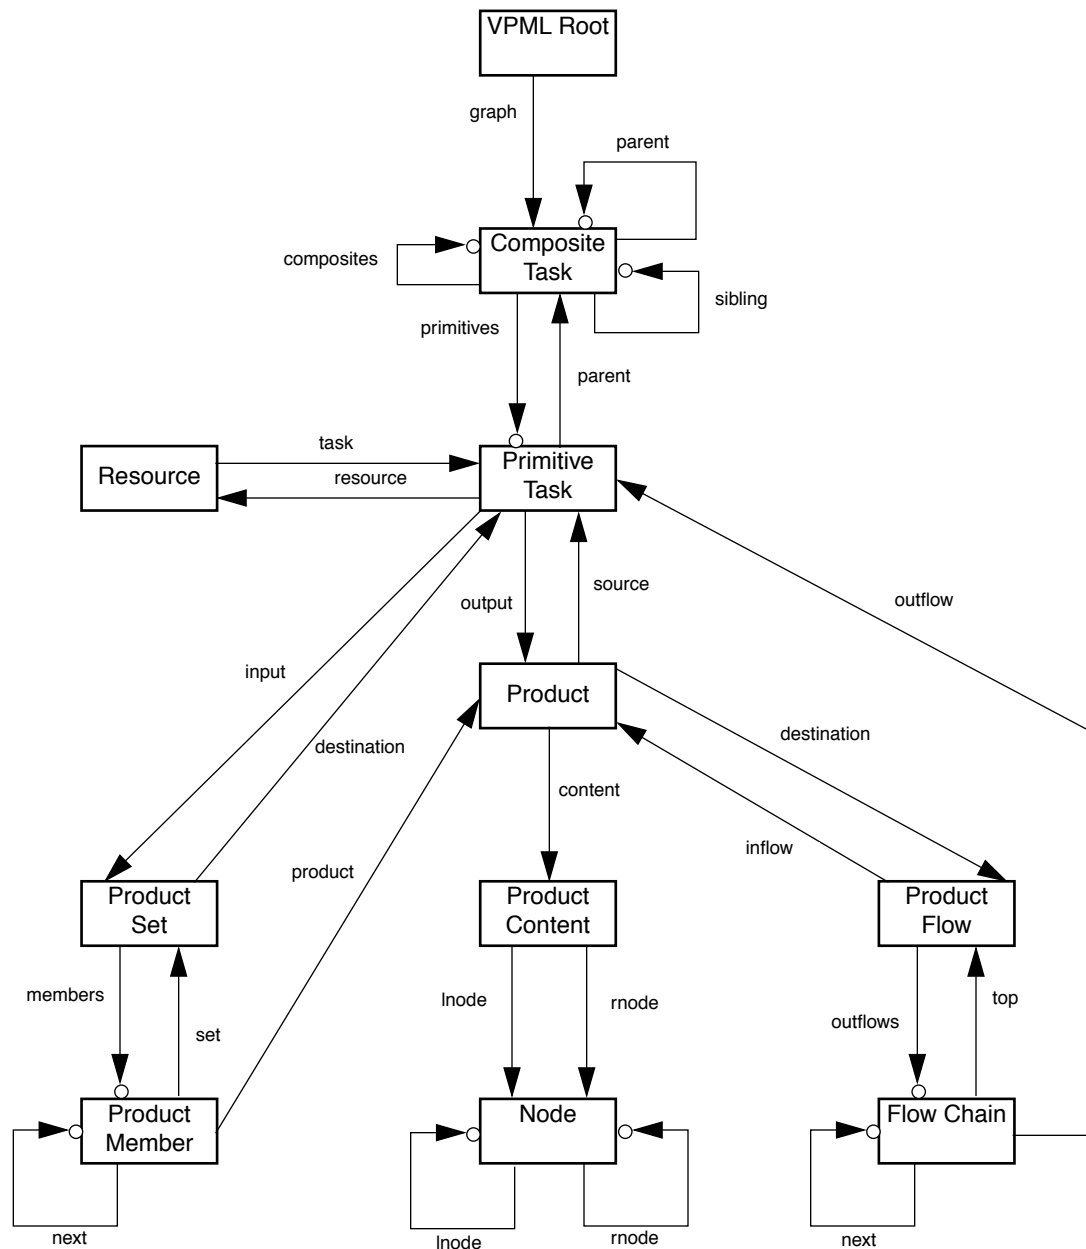 VPML Root
graph
parent
Composite
Task
composites
sibling
primitives
parent
task
Resource
resource
Primitive
Task
source
output
outflow
input
Product
destination
destination
content
inflow
product
Product
Set
Product
Content
Product
Flow
members
set
lnode
rnode
outflows
top
Product
Member
Node
Flow Chain
next
lnode
rnode
next